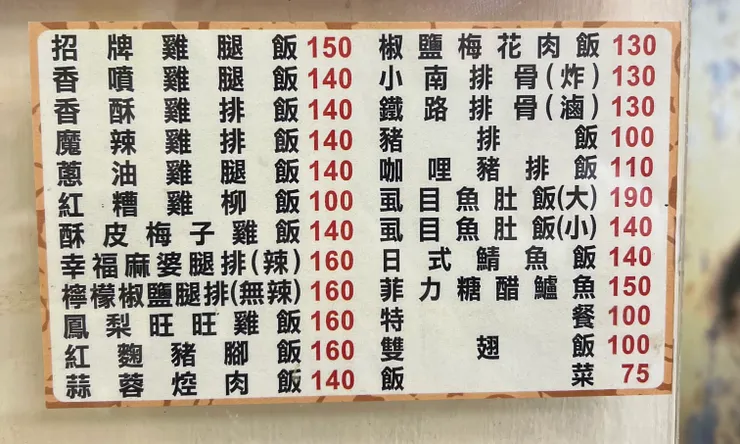 招牌雞腿飯 150
香噴雞腿飯 140
香酥雞排飯 140
魔辣雞排飯 140
蔥油雞腿飯 140
紅糟雞柳飯 100
酥皮梅子雞飯 140
幸福麻婆腿排(辣) 160
檸檬椒鹽腿排(無辣) 160
鳳梨旺旺雞飯 160
紅麴豬腳飯 160
蒜蓉焢肉飯 140
椒鹽梅花肉飯 130
小南排骨(炸) 130
鐵路排骨(滷) 130
豬排飯 100
咖哩豬排飯 110
虱目魚肚飯(大) 190
虱目魚肚飯(小) 140
日式鯖魚飯 140
菲力糖醋鱸魚 150
特餐 100
雙翅飯 100
飯菜 75